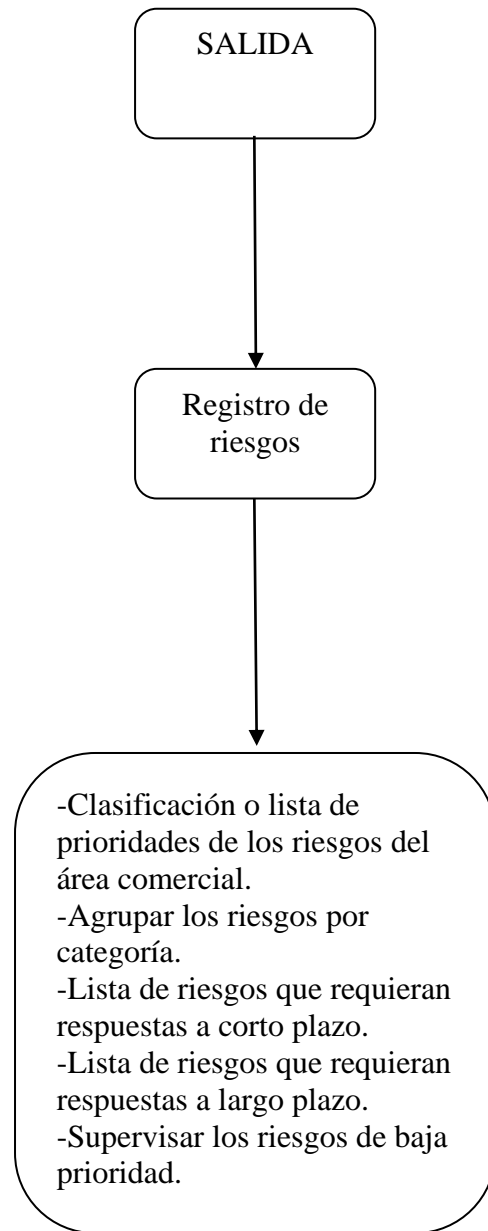 SALIDA
Registro de
riesgos
-Clasificación o lista de
prioridades de los riesgos del
área comercial.
-Agrupar los riesgos por
categoría.
-Lista de riesgos que requieran
respuestas a corto plazo.
-Lista de riesgos que requieran
respuestas a largo plazo.
-Supervisar los riesgos de baja
prioridad.